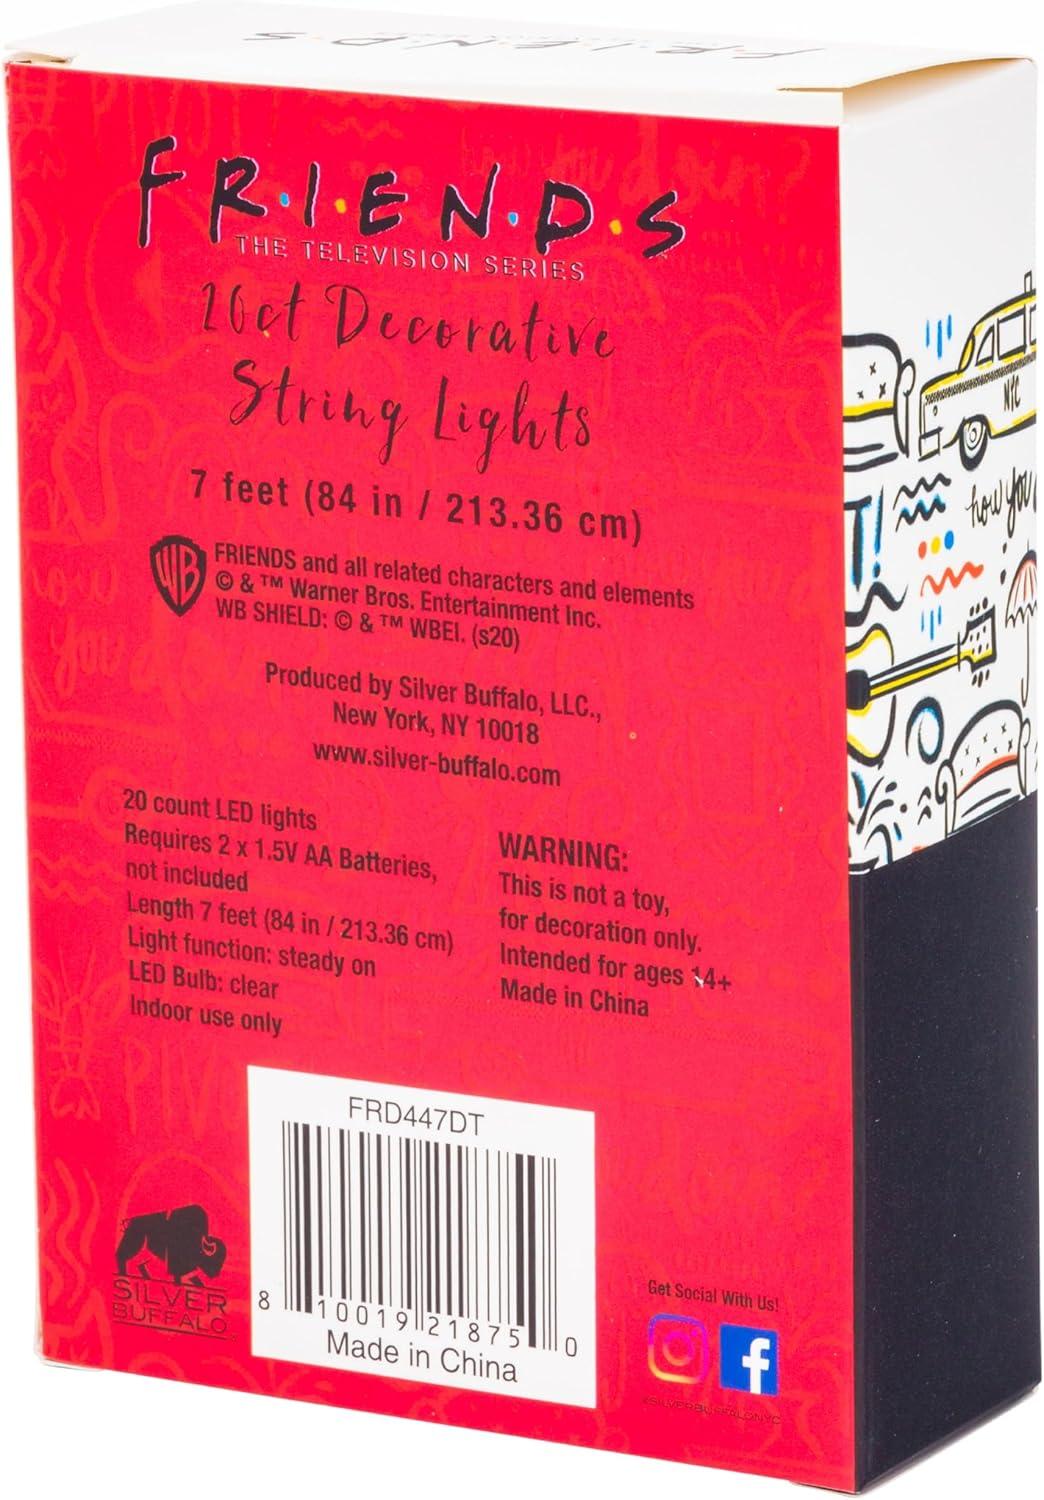 F·R·I·E·N·D·S
F·R·I·E·N·D·S
F·R·I·E·N·D·S
THE TELEVISION SERIES
20ct Decorative
String Lights
7 feet (84 in / 213.36 cm)
WB
FRIENDS and all related characters and elements
© & ™ Warner Bros. Entertainment Inc.
WB SHIELD: © & ™ WBEI. (s20)
Produced by Silver Buffalo, LLC.,
New York, NY 10018
www.silver-buffalo.com
20 count LED lights
Requires 2 x 1.5V AA Batteries,
not included
Length 7 feet (84 in / 213.36 cm)
Light function: steady on
LED Bulb: clear
Indoor use only
WARNING:
This is not a toy,
for decoration only.
Intended for ages 14+
Made in China
FRD447DT
8 10019 21875 0
Made in China
SILVER
BUFFALO
Get Social With Us!
@SILVERBUFFALONYC
NYC
T!
how you
how
you
PIV